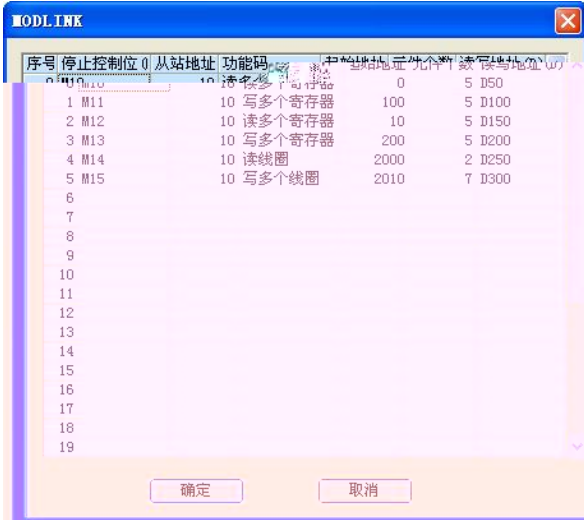 MODLINK
序号 停止控制位 从站地址 功能码 起始地址 元件个数 读写地址
0 M10 10 读多个寄存器 0 5 D50
1 M11 10 写多个寄存器 100 5 D100
2 M12 10 读多个寄存器 10 5 D150
3 M13 10 写多个寄存器 200 5 D200
4 M14 10 读线圈 2000 2 D250
5 M15 10 写多个线圈 2010 7 D300
6
7
8
9
10
11
12
13
14
15
16
17
18
19
确定 取消